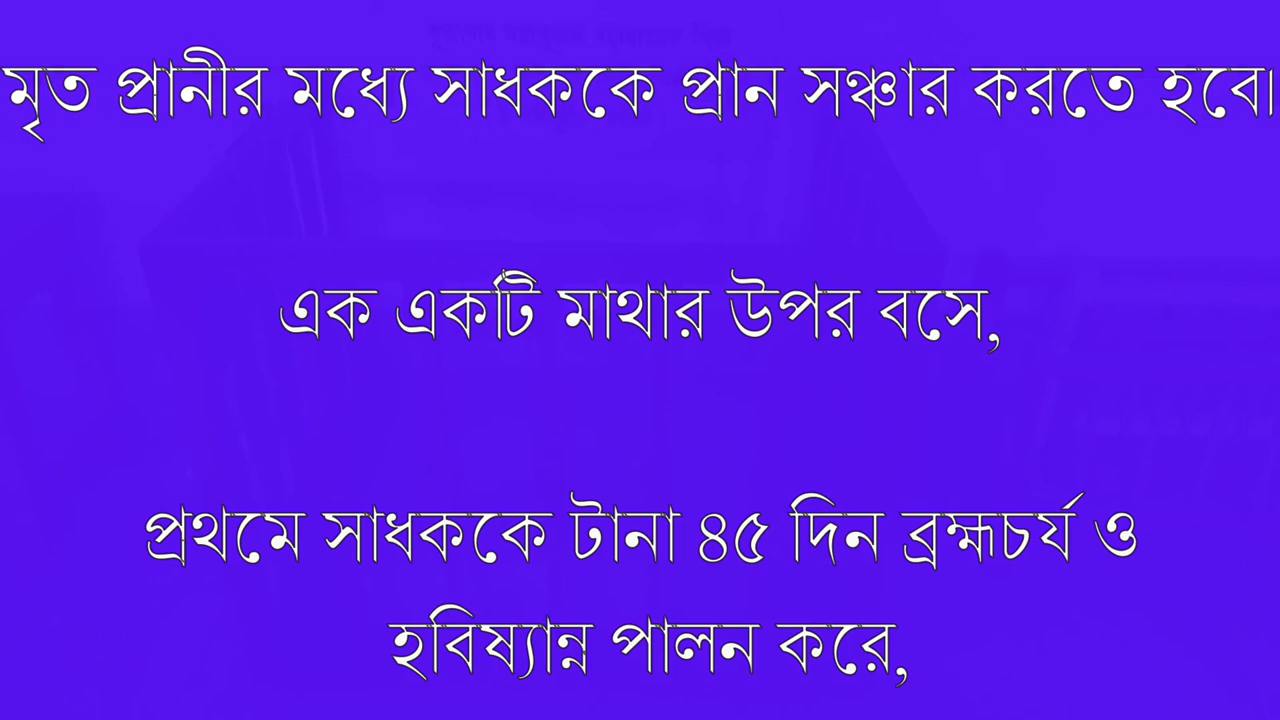 মৃত প্রানীর মধ্যে সাধককে প্রান সঞ্চার করতে হবে।
এক একটি মাথার উপর বসে,
প্রথমে সাধককে টানা ৪৫ দিন ব্রহ্মচর্য ও
হবিষ্যান্ন পালন করে,